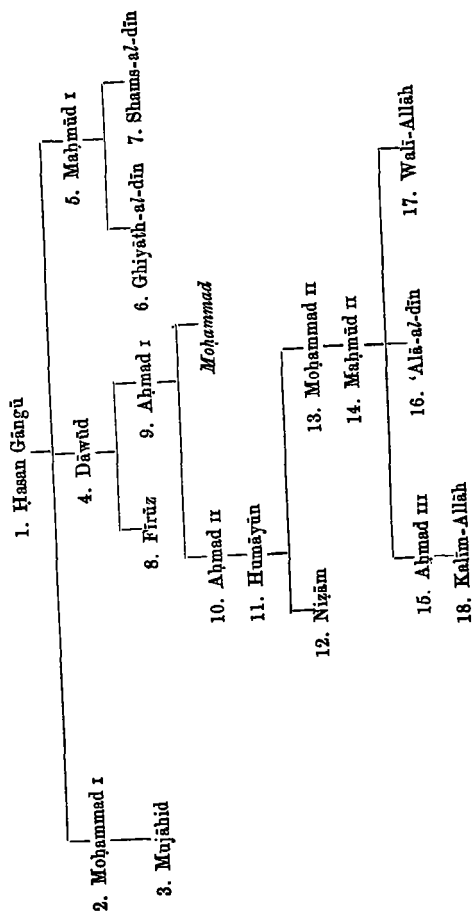 1. Ḥasan Gāngū
2. Moḥammad I
4. Dāwūd
5. Maḥmūd I
3. Mujāhid
8. Fīrūz
9. Aḥmad I
6. Ghiyāth-al-dīn
7. Shams-al-dīn
10. Aḥmad II
Moḥammad
11. Humāyūn
12. Niẓām
13. Moḥammad II
14. Maḥmūd II
15. Aḥmad III
16. ‘Alā-al-dīn
17. Walī-Allāh
18. Kalīm-Allāh